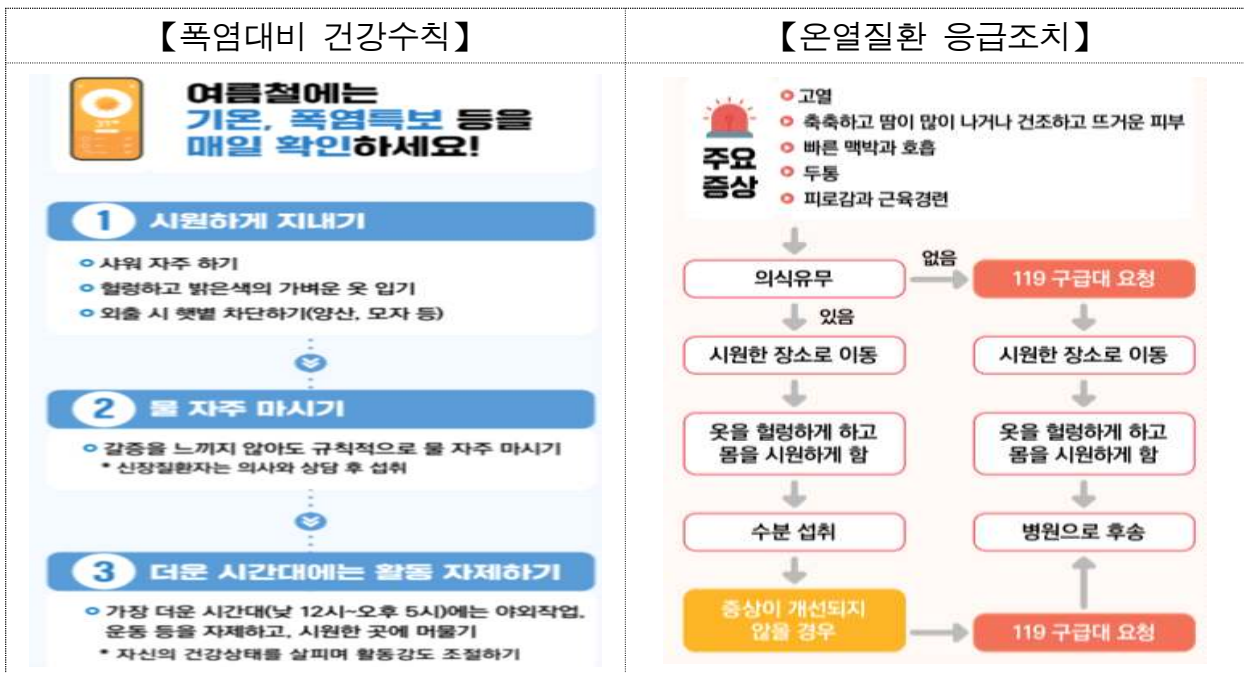 【폭염대비 건강수칙】
여름철에는
기온, 폭염특보 등을
매일 확인하세요!
1 시원하게 지내기
샤워 자주 하기
헐렁하고 밝은색의 가벼운 옷 입기
외출 시 햇볕 차단하기(양산, 모자 등)
2 물 자주 마시기
갈증을 느끼지 않아도 규칙적으로 물 자주 마시기
* 신장질환자는 의사와 상담 후 섭취
3 더운 시간대에는 활동 자제하기
가장 더운 시간대(낮 12시~오후 5시)에는 야외작업,
운동 등을 자제하고, 시원한 곳에 머물기
* 자신의 건강상태를 살피며 활동강도 조절하기
【온열질환 응급조치】
주요
증상
고열
축축하고 땀이 많이 나거나 건조하고 뜨거운 피부
빠른 맥박과 호흡
두통
피로감과 근육경련
의식유무
없음
119 구급대 요청
있음
시원한 장소로 이동
시원한 장소로 이동
옷을 헐렁하게 하고
몸을 시원하게 함
옷을 헐렁하게 하고
몸을 시원하게 함
수분 섭취
병원으로 후송
증상이 개선되지
않을 경우
119 구급대 요청